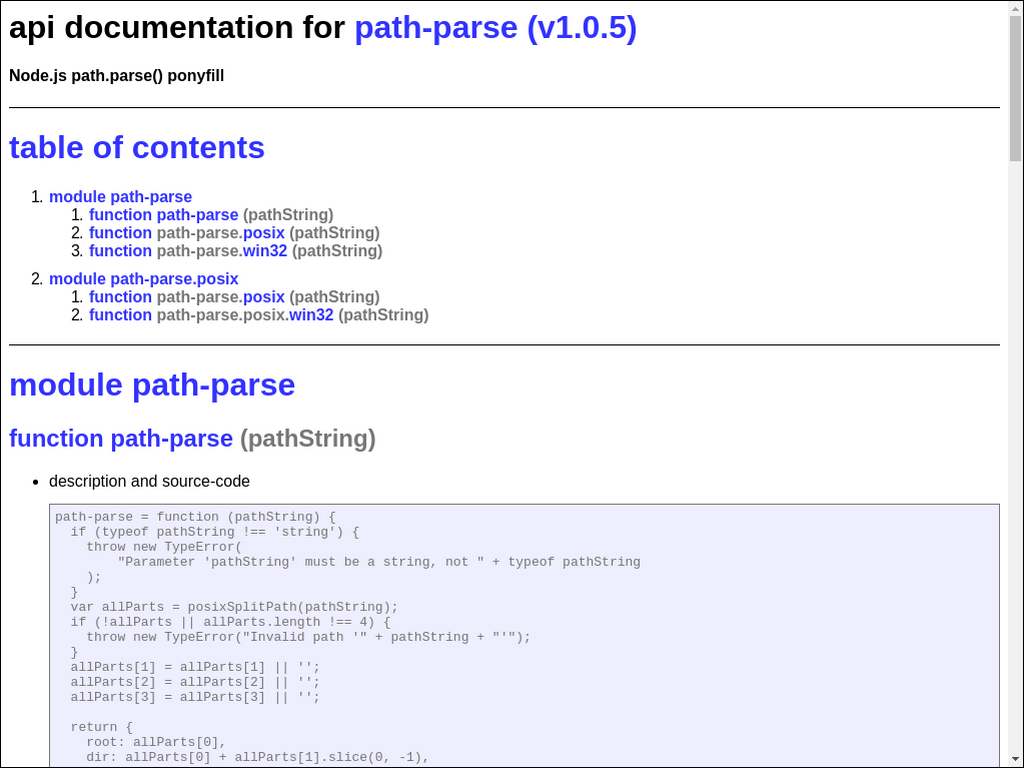 api documentation for path-parse (v1.0.5)
Node.js path.parse() ponyfill
table of contents
1. module path-parse
1. function path-parse (pathString)
2. function path-parse.posix (pathString)
3. function path-parse.win32 (pathString)
2. module path-parse.posix
1. function path-parse.posix (pathString)
2. function path-parse.posix.win32 (pathString)
module path-parse
function path-parse (pathString)
• description and source-code
path-parse = function (pathString) {
  if (typeof pathString !== 'string') {
    throw new TypeError(
        "Parameter 'pathString' must be a string, not " + typeof pathString
    );
  }
  var allParts = posixSplitPath(pathString);
  if (!allParts || allParts.length !== 4) {
    throw new TypeError("Invalid path '" + pathString + "'");
  }
  allParts[1] = allParts[1] || '';
  allParts[2] = allParts[2] || '';
  allParts[3] = allParts[3] || '';
  return {
    root: allParts[0],
    dir: allParts[0] + allParts[1].slice(0, -1),